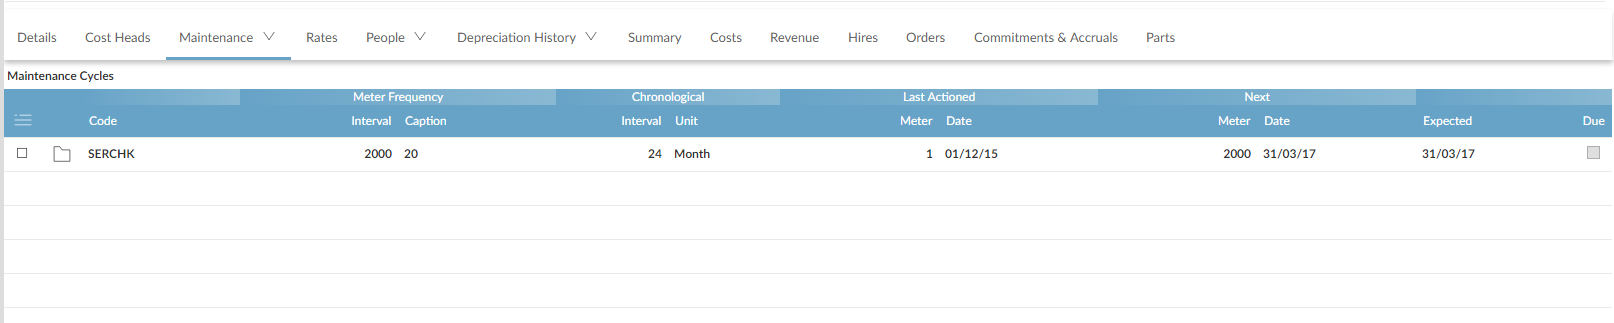 Details Cost Heads Maintenance Rates People Depreciation History Summary Costs Revenue Hires Orders Commitments & Accruals Parts
Maintenance Cycles
Meter Frequency Chronological Last Actioned Next
Code Interval Caption Interval Unit Meter Date Meter Date Expected Due
SERCHK 2000 20 24 Month 1 01/12/15 2000 31/03/17 31/03/17